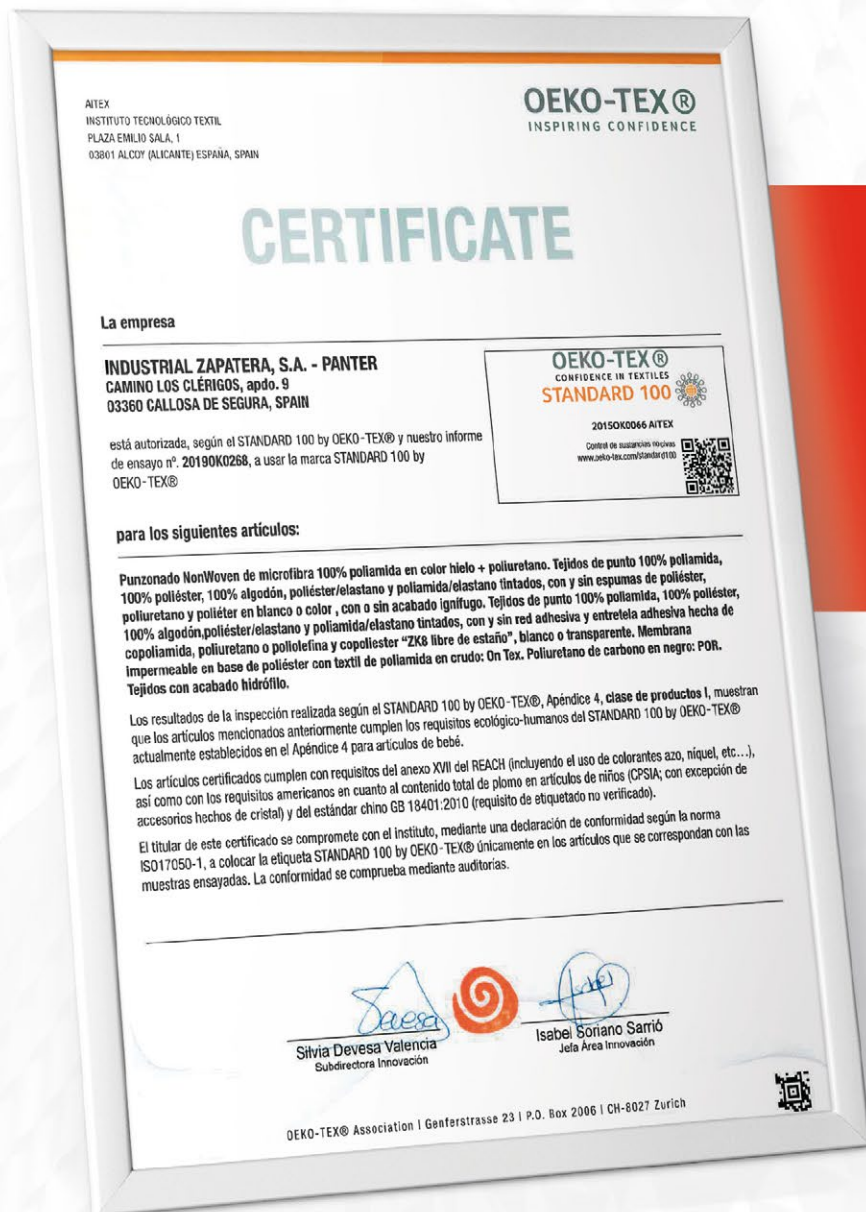 AITEX
INSTITUTO TECNOLÓGICO TEXTIL
PLAZA EMILIO SALA, 1
03801 ALCOY (ALICANTE) ESPAÑA, SPAIN
OEKO-TEX®
INSPIRING CONFIDENCE
CERTIFICATE
La empresa
INDUSTRIAL ZAPATERA, S.A. - PANTER
CAMINO LOS CLÉRIGOS, apdo. 9
03360 CALLOSA DE SEGURA, SPAIN
está autorizada, según el STANDARD 100 by OEKO-TEX® y nuestro informe
de ensayo nº. 2019OK0268, a usar la marca STANDARD 100 by
OEKO-TEX®
OEKO-TEX®
CONFIDENCE IN TEXTILES
STANDARD 100
2015OK0066 AITEX
Control de sustancias nocivas
www.oeko-tex.com/standard100
para los siguientes artículos:
Punzonado NonWoven de microfibra 100% poliamida en color hielo + poliuretano. Tejidos de punto 100% poliamida,
100% poliéster, 100% algodón, poliéster/elastano y poliamida/elastano tintados, con y sin espumas de poliéster,
poliuretano y poliéter en blanco o color , con o sin acabado ignífugo. Tejidos de punto 100% poliamida, 100% poliéster,
100% algodón,poliéster/elastano y poliamida/elastano tintados, con y sin red adhesiva y entretela adhesiva hecha de
copoliamida, poliuretano o poliolefina y copoliester “ZK8 libre de estaño”, blanco o transparente. Membrana
impermeable en base de poliéster con textil de poliamida en crudo: On Tex. Poliuretano de carbono en negro: POR.
Tejidos con acabado hidrófilo.
Los resultados de la inspección realizada según el STANDARD 100 by OEKO-TEX®, Apéndice 4, clase de productos I, muestran
que los artículos mencionados anteriormente cumplen los requisitos ecológico-humanos del STANDARD 100 by OEKO-TEX®
actualmente establecidos en el Apéndice 4 para artículos de bebé.
Los artículos certificados cumplen con requisitos del anexo XVII del REACH (incluyendo el uso de colorantes azo, níquel, etc...),
así como con los requisitos americanos en cuanto al contenido total de plomo en artículos de niños (CPSIA; con excepción de
accesorios hechos de cristal) y del estándar chino GB 18401:2010 (requisito de etiquetado no verificado).
El titular de este certificado se compromete con el instituto, mediante una declaración de conformidad según la norma
ISO17050-1, a colocar la etiqueta STANDARD 100 by OEKO-TEX® únicamente en los artículos que se correspondan con las
muestras ensayadas. La conformidad se comprueba mediante auditorias.
Devesa
Isabel
Silvia Devesa Valencia
Subdirectora Innovación
Isabel Soriano Sarrió
Jefa Área Innovación
OEKO-TEX® Association | Genferstrasse 23 | P.O. Box 2006 | CH-8027 Zurich